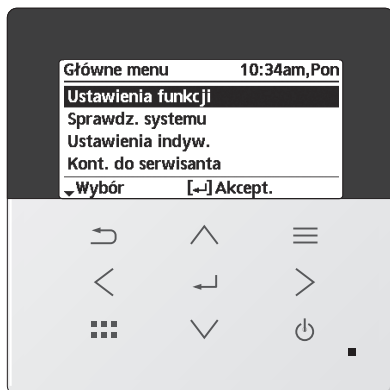 Główne menu 10:34am,Pon
Ustawienia funkcji
Sprawdz. systemu
Ustawienia indyw.
Kont. do serwisanta
Wybór [↵] Akcept.